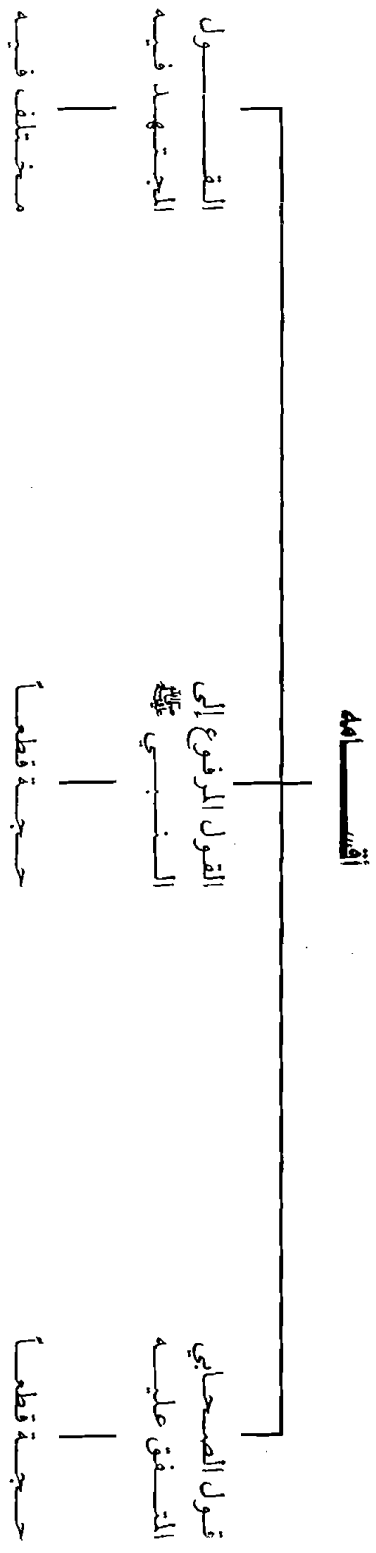 أقسامه
قول الصحابي
المتفق عليه
حجة قطعاً
القول المرفوع إلى
النبي ﷺ
حجة قطعاً
القول
المجتهد فيه
مختلف فيه